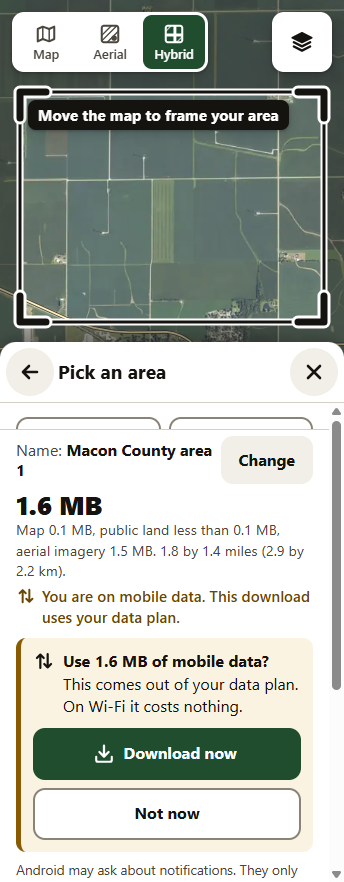 Map
Aerial
Hybrid
Move the map to frame your area
Pick an area
Name: Macon County area
1
Change
1.6 MB
Map 0.1 MB, public land less than 0.1 MB,
aerial imagery 1.5 MB. 1.8 by 1.4 miles (2.9 by
2.2 km).
You are on mobile data. This download
uses your data plan.
Use 1.6 MB of mobile data?
This comes out of your data plan.
On Wi-Fi it costs nothing.
Download now
Not now
Android may ask about notifications. They only